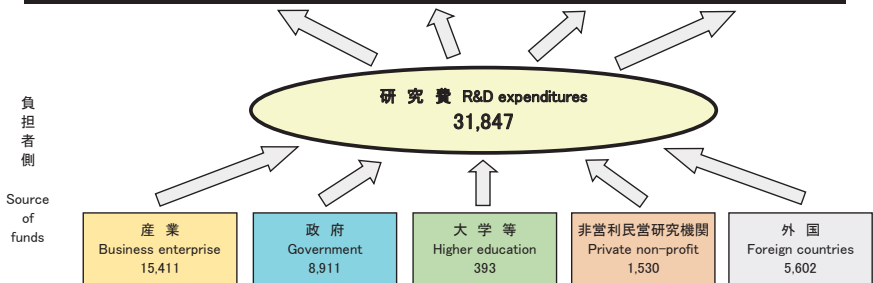 研究費 R&D expenditures
31,847
負担者側
Source
of
funds
産業
Business enterprise
15,411
政府
Government
8,911
大学等
Higher education
393
非営利民営研究機関
Private non-profit
1,530
外国
Foreign countries
5,602